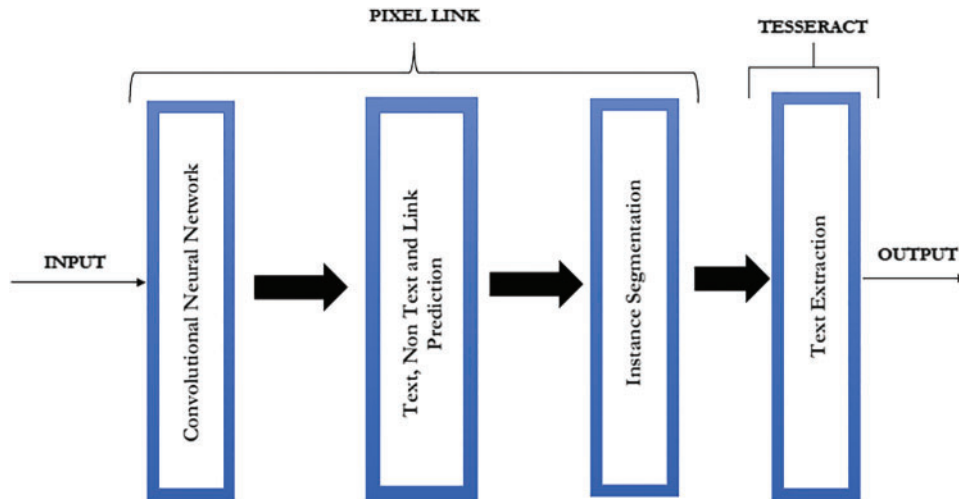 PIXEL LINK
TESSERACT
INPUT
Convolutional Neural Network
Text, Non Text and Link
Prediction
Instance Segmentation
Text Extraction
OUTPUT